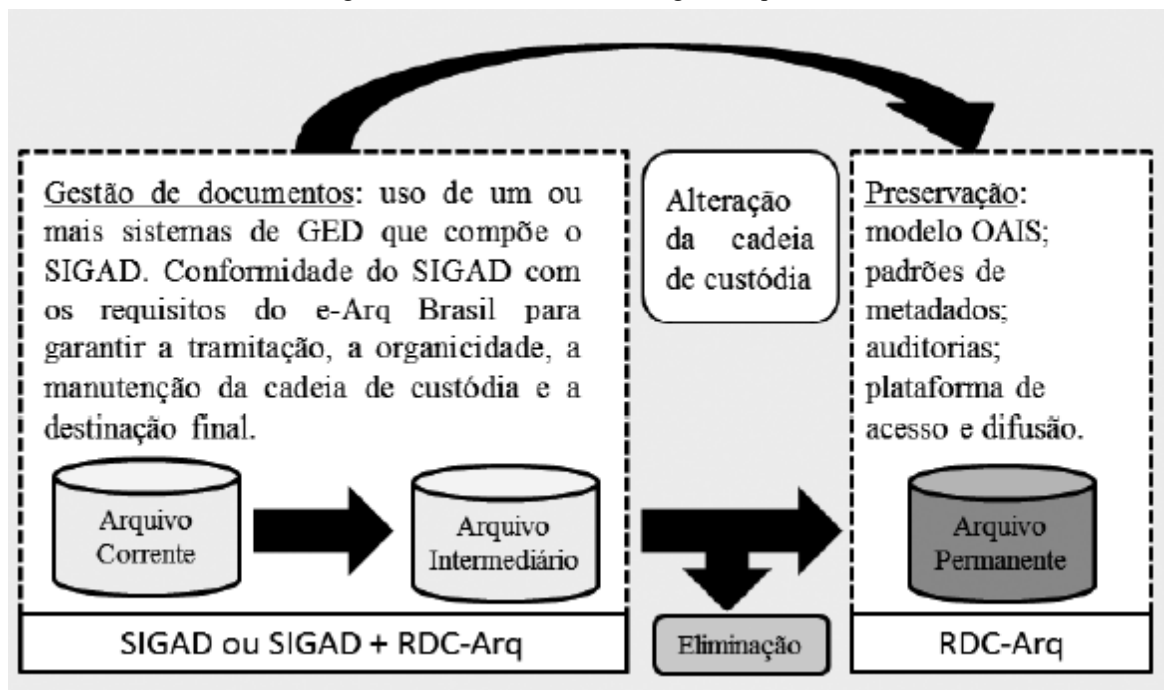 Gestão de documentos: uso de um ou
mais sistemas de GED que compõe o
SIGAD. Conformidade do SIGAD com
os requisitos do e-Arq Brasil para
garantir a tramitação, a organicidade, a
manutenção da cadeia de custódia e a
destinação final.
Arquivo
Corrente
Arquivo
Intermediário
SIGAD ou SIGAD + RDC-Arq
Alteração
da cadeia
de custódia
Eliminação
Preservação:
modelo OAIS;
padrões de
metadados;
auditorias;
plataforma de
acesso e difusão.
Arquivo
Permanente
RDC-Arq